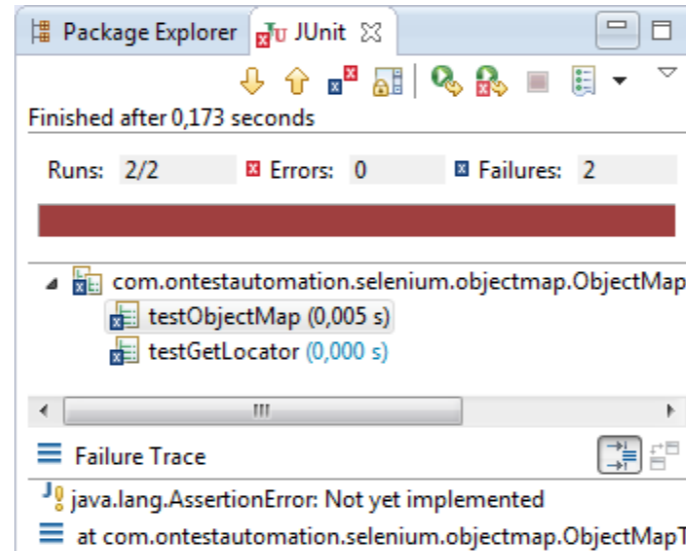 Package Explorer JUnit
Finished after 0,173 seconds
Runs: 2/2 Errors: 0 Failures: 2
com.ontestautomation.selenium.objectmap.ObjectMap
testObjectMap (0,005 s)
testGetLocator (0,000 s)
Failure Trace
java.lang.AssertionError: Not yet implemented
at com.ontestautomation.selenium.objectmap.ObjectMapT